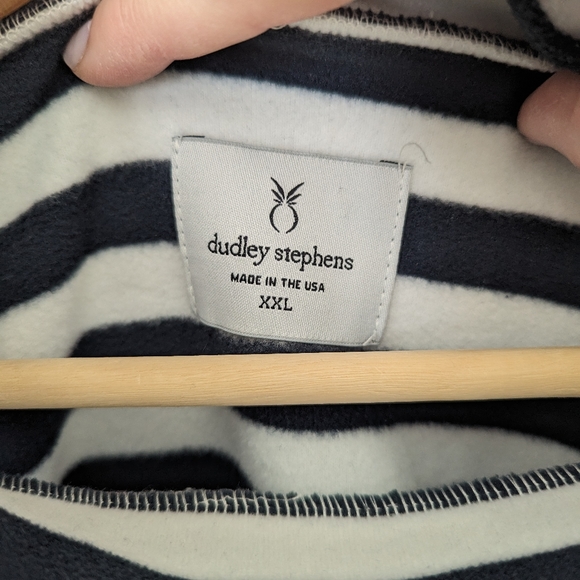 dudley stephens
MADE IN THE USA
XXL